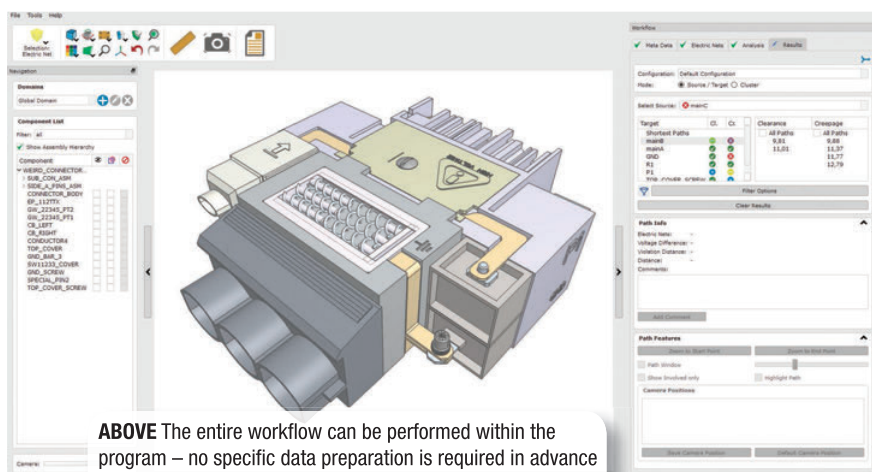 File Tools Help
Selection:
Electric Net
Navigation
Domains
Global Domain
Component List
Filter: all
Show Assembly Hierarchy
Component
WEIRD_CONNECTOR..
SUB_CON_ASM
SIDE_A_PINS_ASM
CONNECTOR_BODY
EP_112TTX
GW_22345_PT2
GW_22345_PT1
CB_LEFT
CB_RIGHT
CONDUCTOR4
TOP_COVER
GND_BAR_3
SW11233_COVER
GND_SCREW
SPECIAL_PIN2
TOP_COVER_SCREW
Camera:
Workflow
Meta Data Electric Nets Analysis Results
Configuration: Default Configuration
Mode: Source / Target Cluster
Select Source: mainC
Target Cl. Cr.
Shortest Paths
mainB
mainA
GND
R1
P1
TOP_COVER_SCREW
Clearance Creepage
All Paths All Paths
9,81 9,88
11,01 11,37
11,77
12,79
Filter Options
Clear Results
Path Info
Electric Nets: -
Voltage Difference: -
Violation Distance: -
Distance: -
Comments:
Add Comment
Path Features
Zoom to Start Point Zoom to End Point
Path Window
Show Involved only Highlight Path
Camera Positions
Save Camera Position Default Camera Position
ABOVE The entire workflow can be performed within the
program – no specific data preparation is required in advance